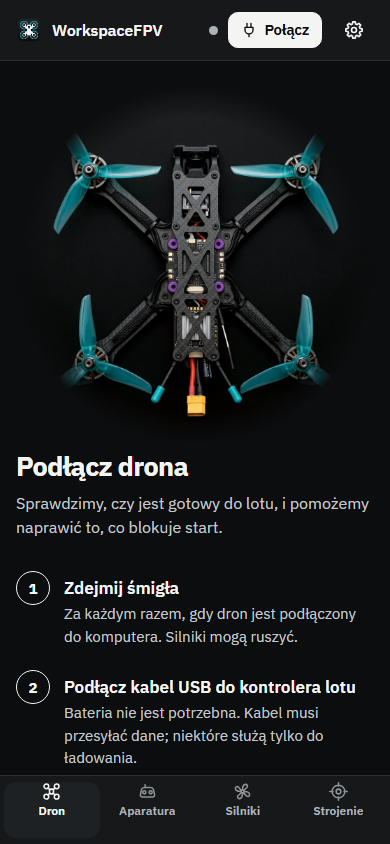 WorkspaceFPV
Połącz
Podłącz drona
Sprawdzimy, czy jest gotowy do lotu, i pomożemy
naprawić to, co blokuje start.
1
Zdejmij śmigła
Za każdym razem, gdy dron jest podłączony
do komputera. Silniki mogą ruszyć.
2
Podłącz kabel USB do kontrolera lotu
Bateria nie jest potrzebna. Kabel musi
przesyłać dane; niektóre służą tylko do
ładowania.
Dron
Aparatura
Silniki
Strojenie